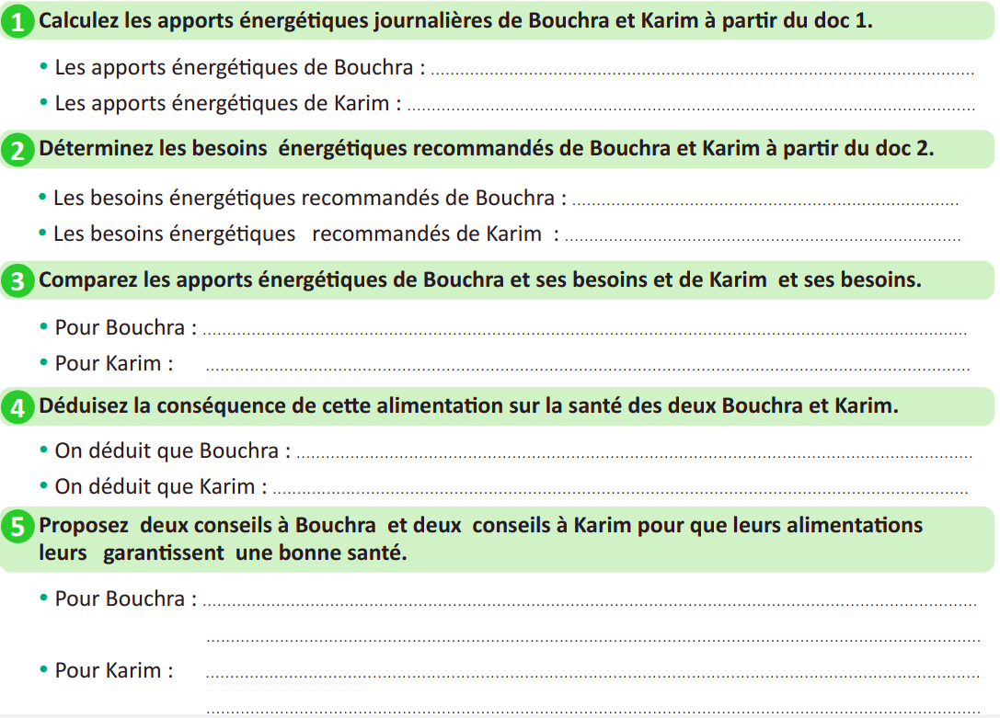 1 Calculez les apports énergétiques journalières de Bouchra et Karim à partir du doc 1.
• Les apports énergétiques de Bouchra : ..........
• Les apports énergétiques de Karim : ..........
2 Déterminez les besoins énergétiques recommandés de Bouchra et Karim à partir du doc 2.
• Les besoins énergétiques recommandés de Bouchra : ..........
• Les besoins énergétiques recommandés de Karim : ..........
3 Comparez les apports énergétiques de Bouchra et ses besoins et de Karim et ses besoins.
• Pour Bouchra : ..........
• Pour Karim : ..........
4 Déduisez la conséquence de cette alimentation sur la santé des deux Bouchra et Karim.
• On déduit que Bouchra : ..........
• On déduit que Karim : ..........
5 Proposez deux conseils à Bouchra et deux conseils à Karim pour que leurs alimentations
leurs garantissent une bonne santé.
• Pour Bouchra : ..........
..........
• Pour Karim : ..........
..........